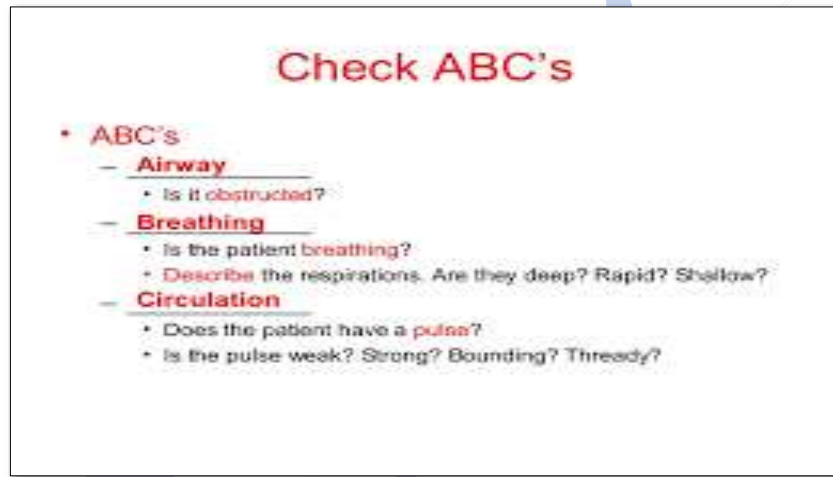 Check ABC's
• ABC's
– Airway
• Is it obstructed?
– Breathing
• Is the patient breathing?
• Describe the respirations. Are they deep? Rapid? Shallow?
– Circulation
• Does the patient have a pulse?
• Is the pulse weak? Strong? Bounding? Thready?